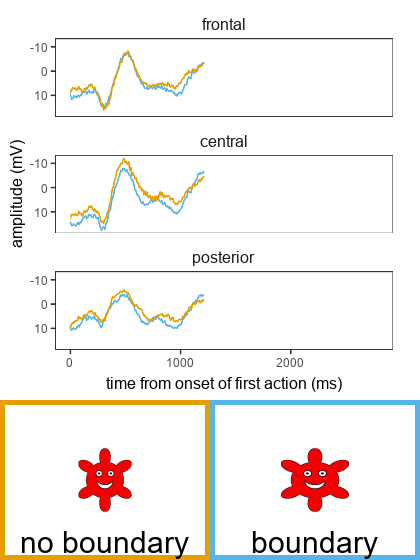 frontal
-10
0
10
central
-10
0
10
amplitude (mV)
posterior
-10
0
10
0 1000 2000
time from onset of first action (ms)
no boundary boundary